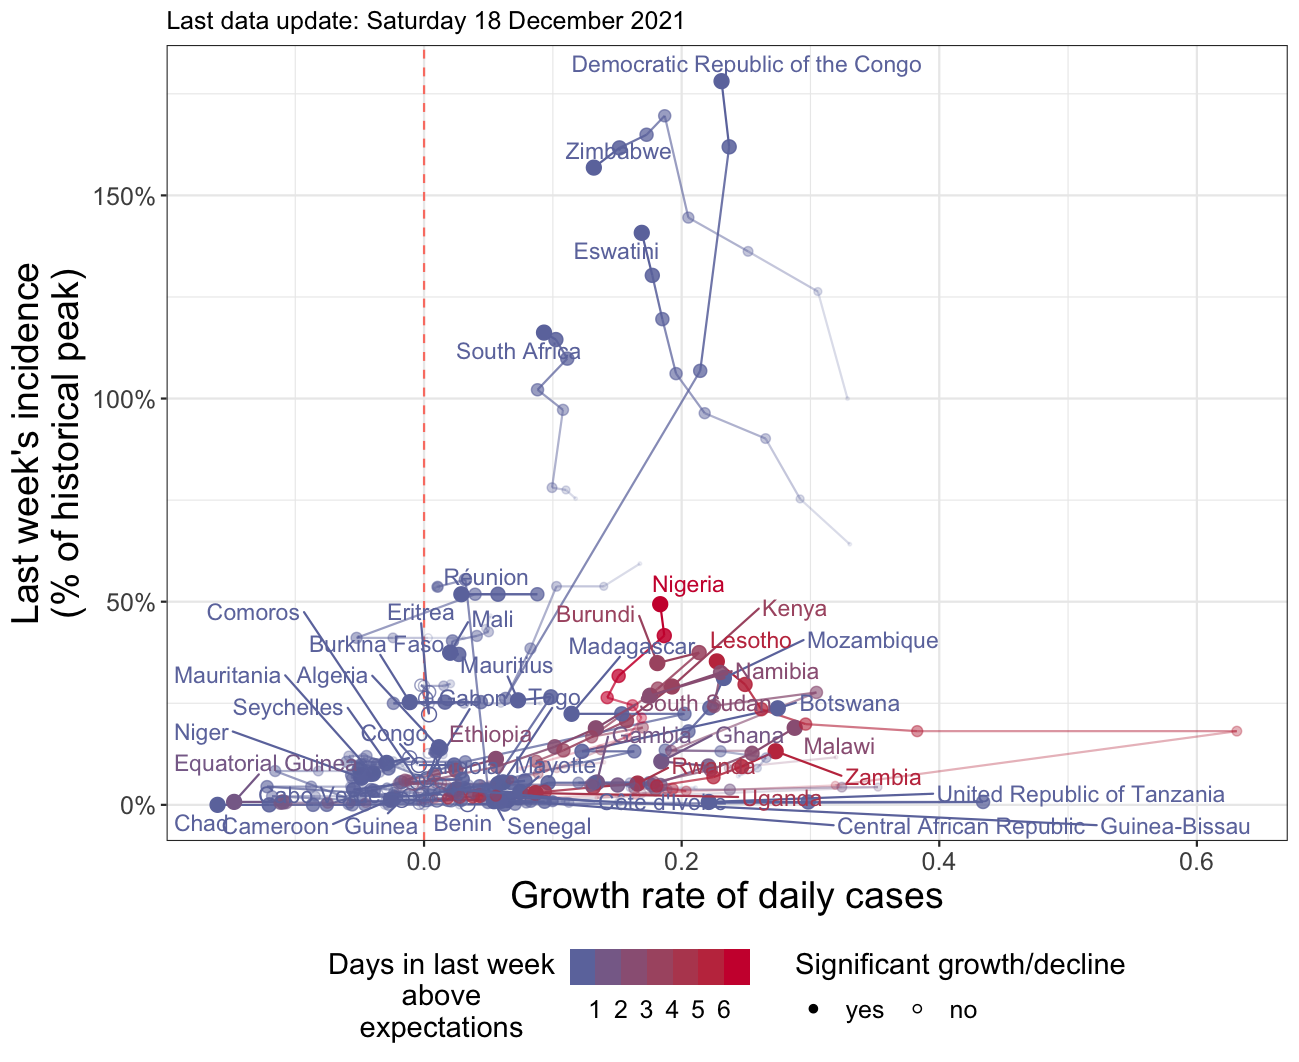 Last data update: Saturday 18 December 2021
Democratic Republic of the Congo
Zimbabwe
150%
Eswatini
South Africa
100%
Last week's incidence
(% of historical peak)
Réunion
Nigeria
50%
Comoros
Eritrea
Mali
Burundi
Kenya
Burkina Faso
Madagascar
Lesotho
Mozambique
Mauritania
Algeria
Mauritius
Namibia
Seychelles
Gabon
Togo
South Sudan
Botswana
Niger
Congo
Ethiopia
Gambia
Ghana
Malawi
Equatorial Guinea
Angola
Mayotte
Rwanda
Zambia
Cabo Verde
Côte d'Ivoire
Uganda
United Republic of Tanzania
0%
Chad
Cameroon
Guinea
Benin
Senegal
Central African Republic
Guinea-Bissau
0.0
0.2
0.4
0.6
Growth rate of daily cases
Days in last week
above
expectations
1 2 3 4 5 6
Significant growth/decline
yes
no